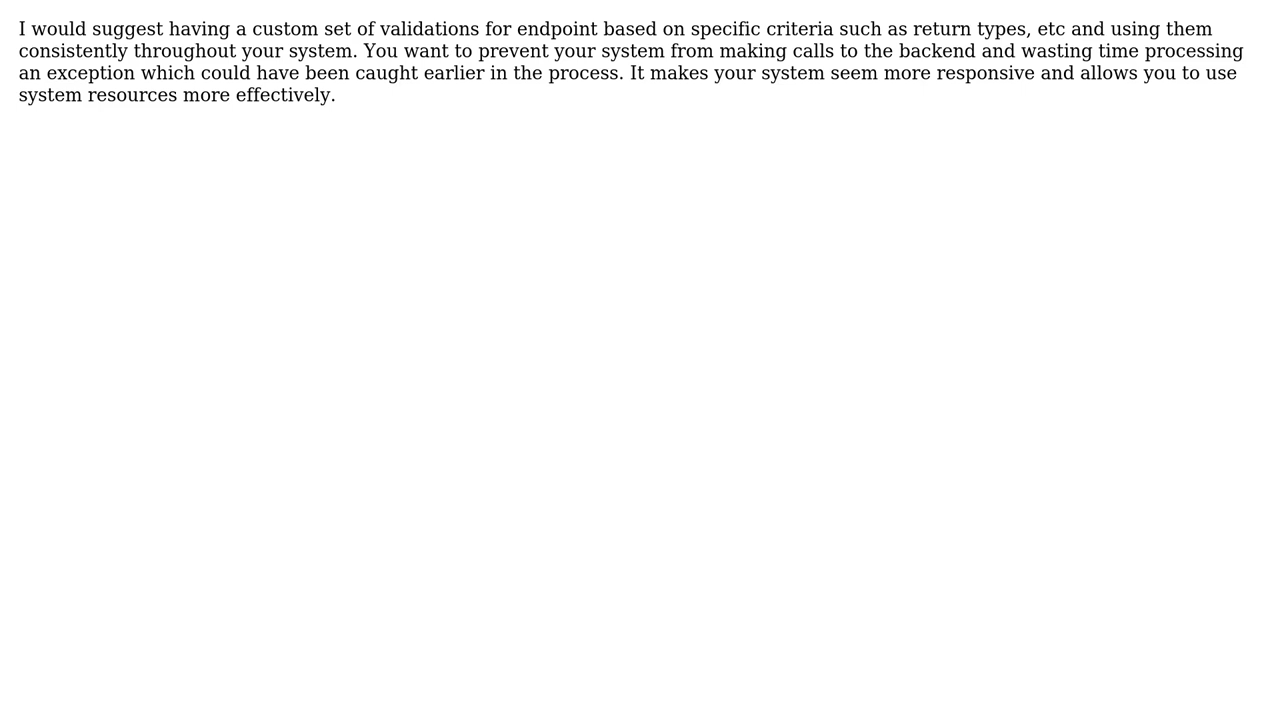 I would suggest having a custom set of validations for endpoint based on specific criteria such as return types, etc and using them
consistently throughout your system. You want to prevent your system from making calls to the backend and wasting time processing
an exception which could have been caught earlier in the process. It makes your system seem more responsive and allows you to use
system resources more effectively.